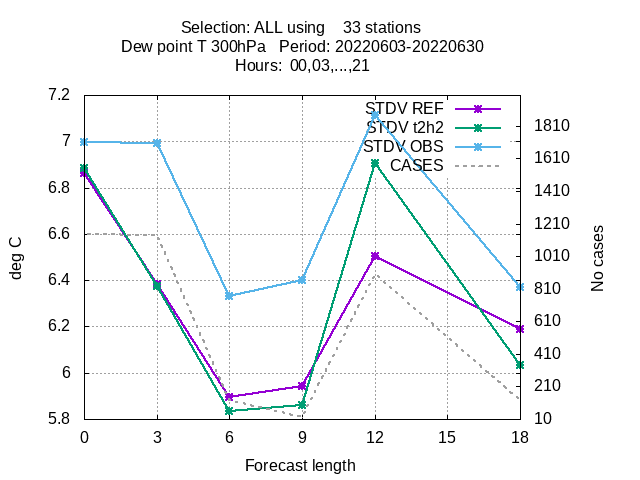 Selection: ALL using    33 stations
Dew point T 300hPa   Period: 20220603-20220630
Hours: 00,03,...,21
STDV REF
STDV t2h2
STDV OBS
CASES
7.2
7
6.8
6.6
6.4
6.2
6
5.8
deg C
1810
1610
1410
1210
1010
810
610
410
210
10
No cases
0 3 6 9 12 15 18
Forecast length